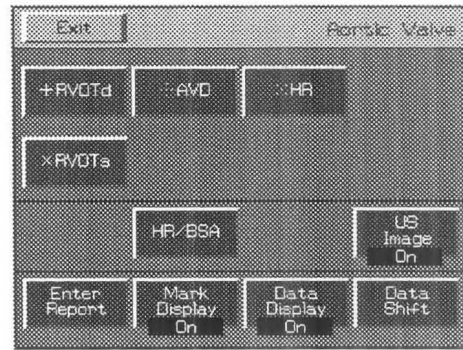 Exit
Aortic Valve
+RVOTd
AVD
HR
×RVOTs
HR/BSA
US
Image
On
Enter
Report
Mark
Display
On
Data
Display
On
Data
Shift